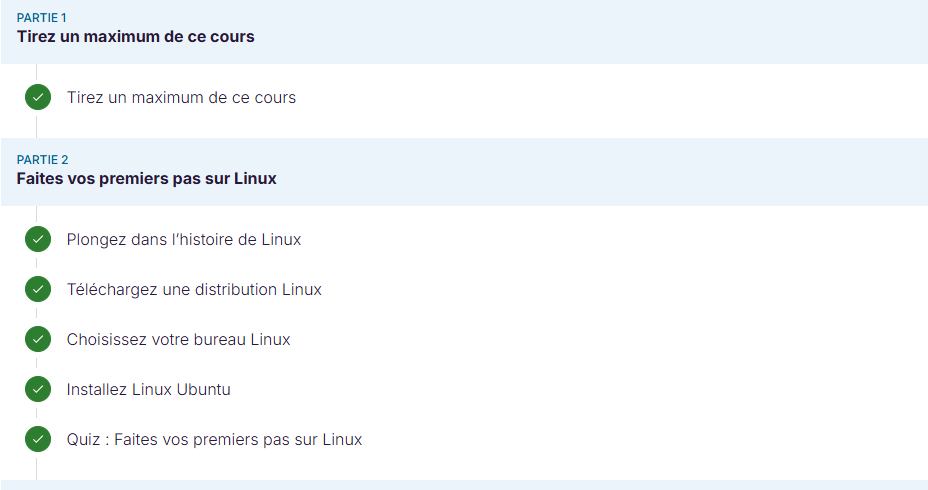 PARTIE 1
Tirez un maximum de ce cours
Tirez un maximum de ce cours
PARTIE 2
Faites vos premiers pas sur Linux
Plongez dans l’histoire de Linux
Téléchargez une distribution Linux
Choisissez votre bureau Linux
Installez Linux Ubuntu
Quiz : Faites vos premiers pas sur Linux